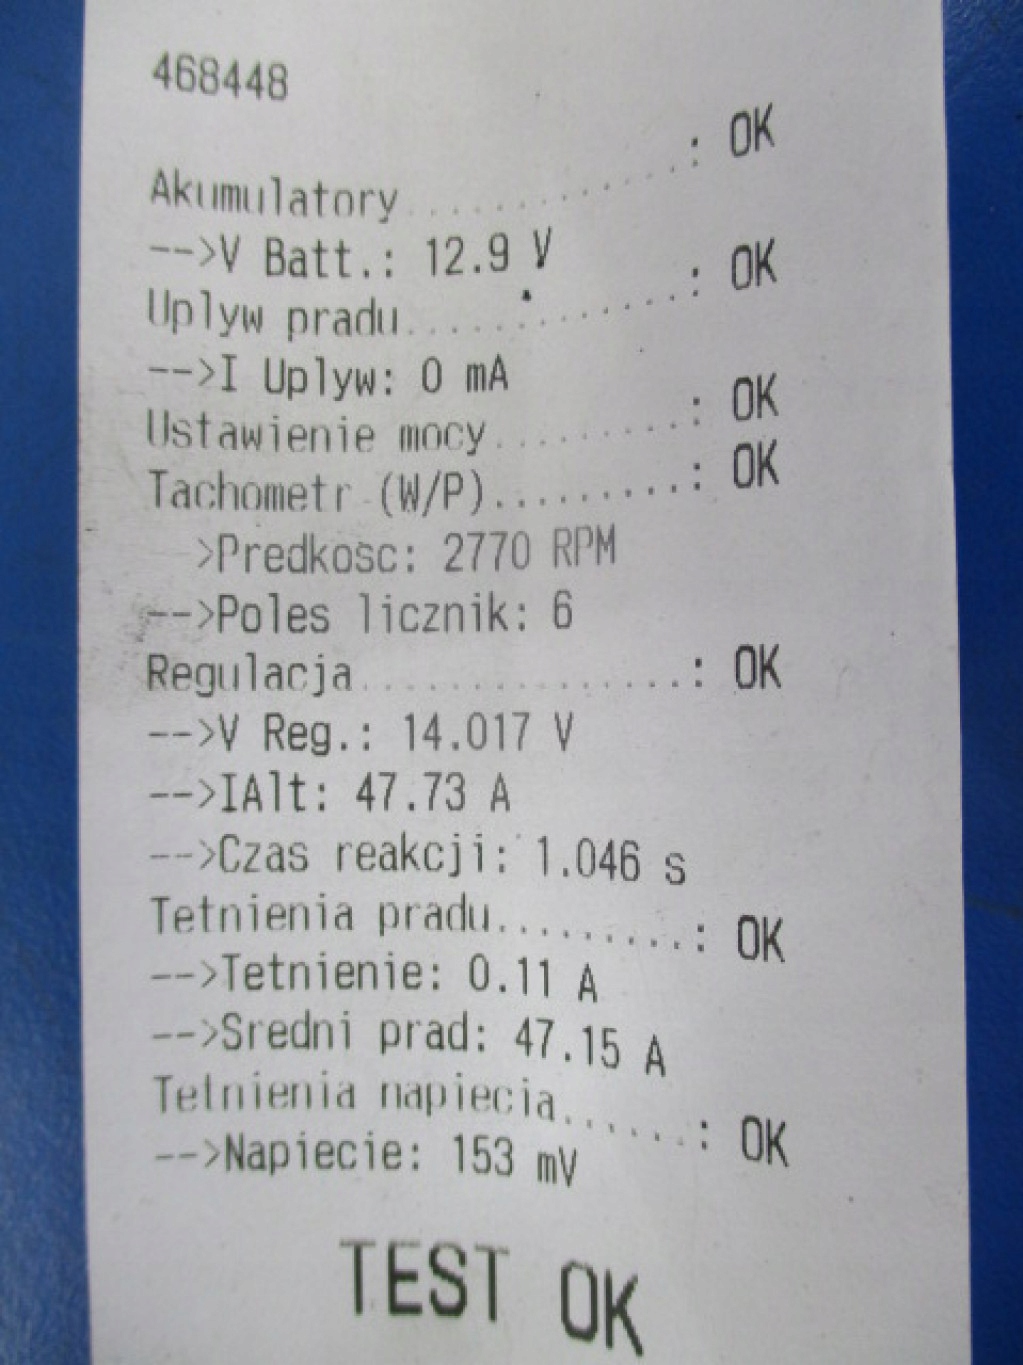 468448
Akumulatory....................: OK
-->V Batt.: 12.9 V
Uplyw pradu....................: OK
-->I Uplyw: 0 mA
Ustawienie mocy..............: OK
Tachometr (W/P).............: OK
>Predkosc: 2770 RPM
-->Poles licznik: 6
Regulacja......................: OK
-->V Reg.: 14.017 V
-->IAlt: 47.73 A
-->Czas reakcji: 1.046 s
Tetnienia pradu.............: OK
-->Tetnienie: 0.11 A
-->Sredni prad: 47.15 A
Tetnienia napiecia.........: OK
-->Napiecie: 153 mV
TEST OK